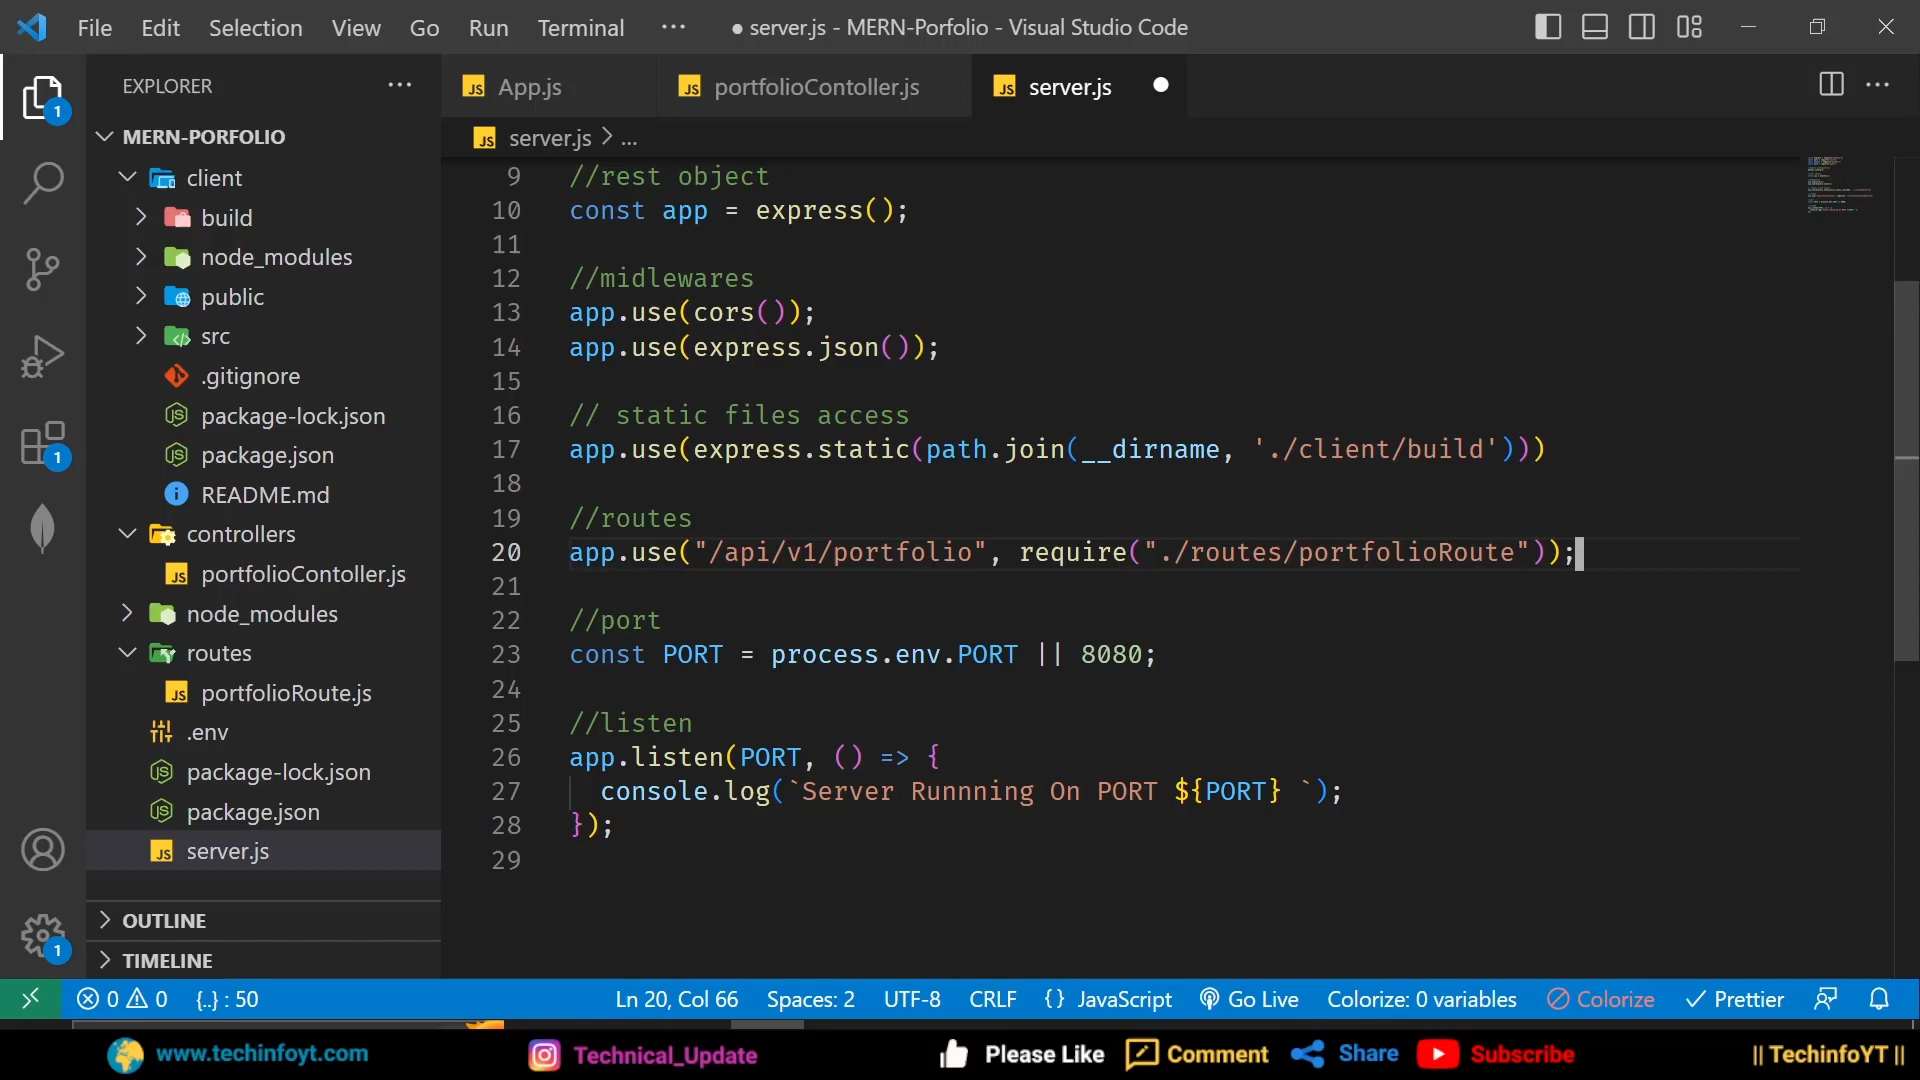 File Edit Selection View Go Run Terminal ··· ● server.js - MERN-Porfolio - Visual Studio Code
EXPLORER ···
App.js
portfolioContoller.js
server.js ●
server.js > ...
MERN-PORFOLIO
client
build
node_modules
public
src
.gitignore
package-lock.json
package.json
README.md
controllers
portfolioContoller.js
node_modules
routes
portfolioRoute.js
.env
package-lock.json
package.json
server.js
OUTLINE
TIMELINE
1
1
1
9 //rest object
10 const app = express();
11
12 //midlewares
13 app.use(cors());
14 app.use(express.json());
15
16 // static files access
17 app.use(express.static(path.join(__dirname, './client/build')))
18
19 //routes
20 app.use("/api/v1/portfolio", require("./routes/portfolioRoute"));
21
22 //port
23 const PORT = process.env.PORT || 8080;
24
25 //listen
26 app.listen(PORT, () => {
27 console.log(`Server Runnning On PORT ${PORT} `);
28 });
29
0 0 {..} : 50 Ln 20, Col 66 Spaces: 2 UTF-8 CRLF {} JavaScript Go Live Colorize: 0 variables Colorize Prettier
www.techinfoyt.com Technical_Update Please Like Comment Share Subscribe || TechinfoYT ||